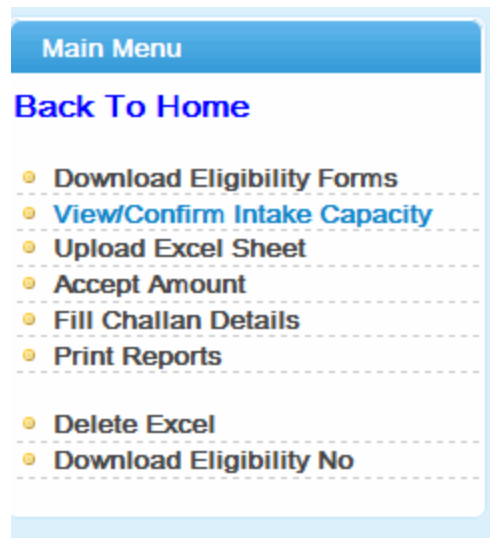 Main Menu
Back To Home
Download Eligibility Forms
View/Confirm Intake Capacity
Upload Excel Sheet
Accept Amount
Fill Challan Details
Print Reports
Delete Excel
Download Eligibility No